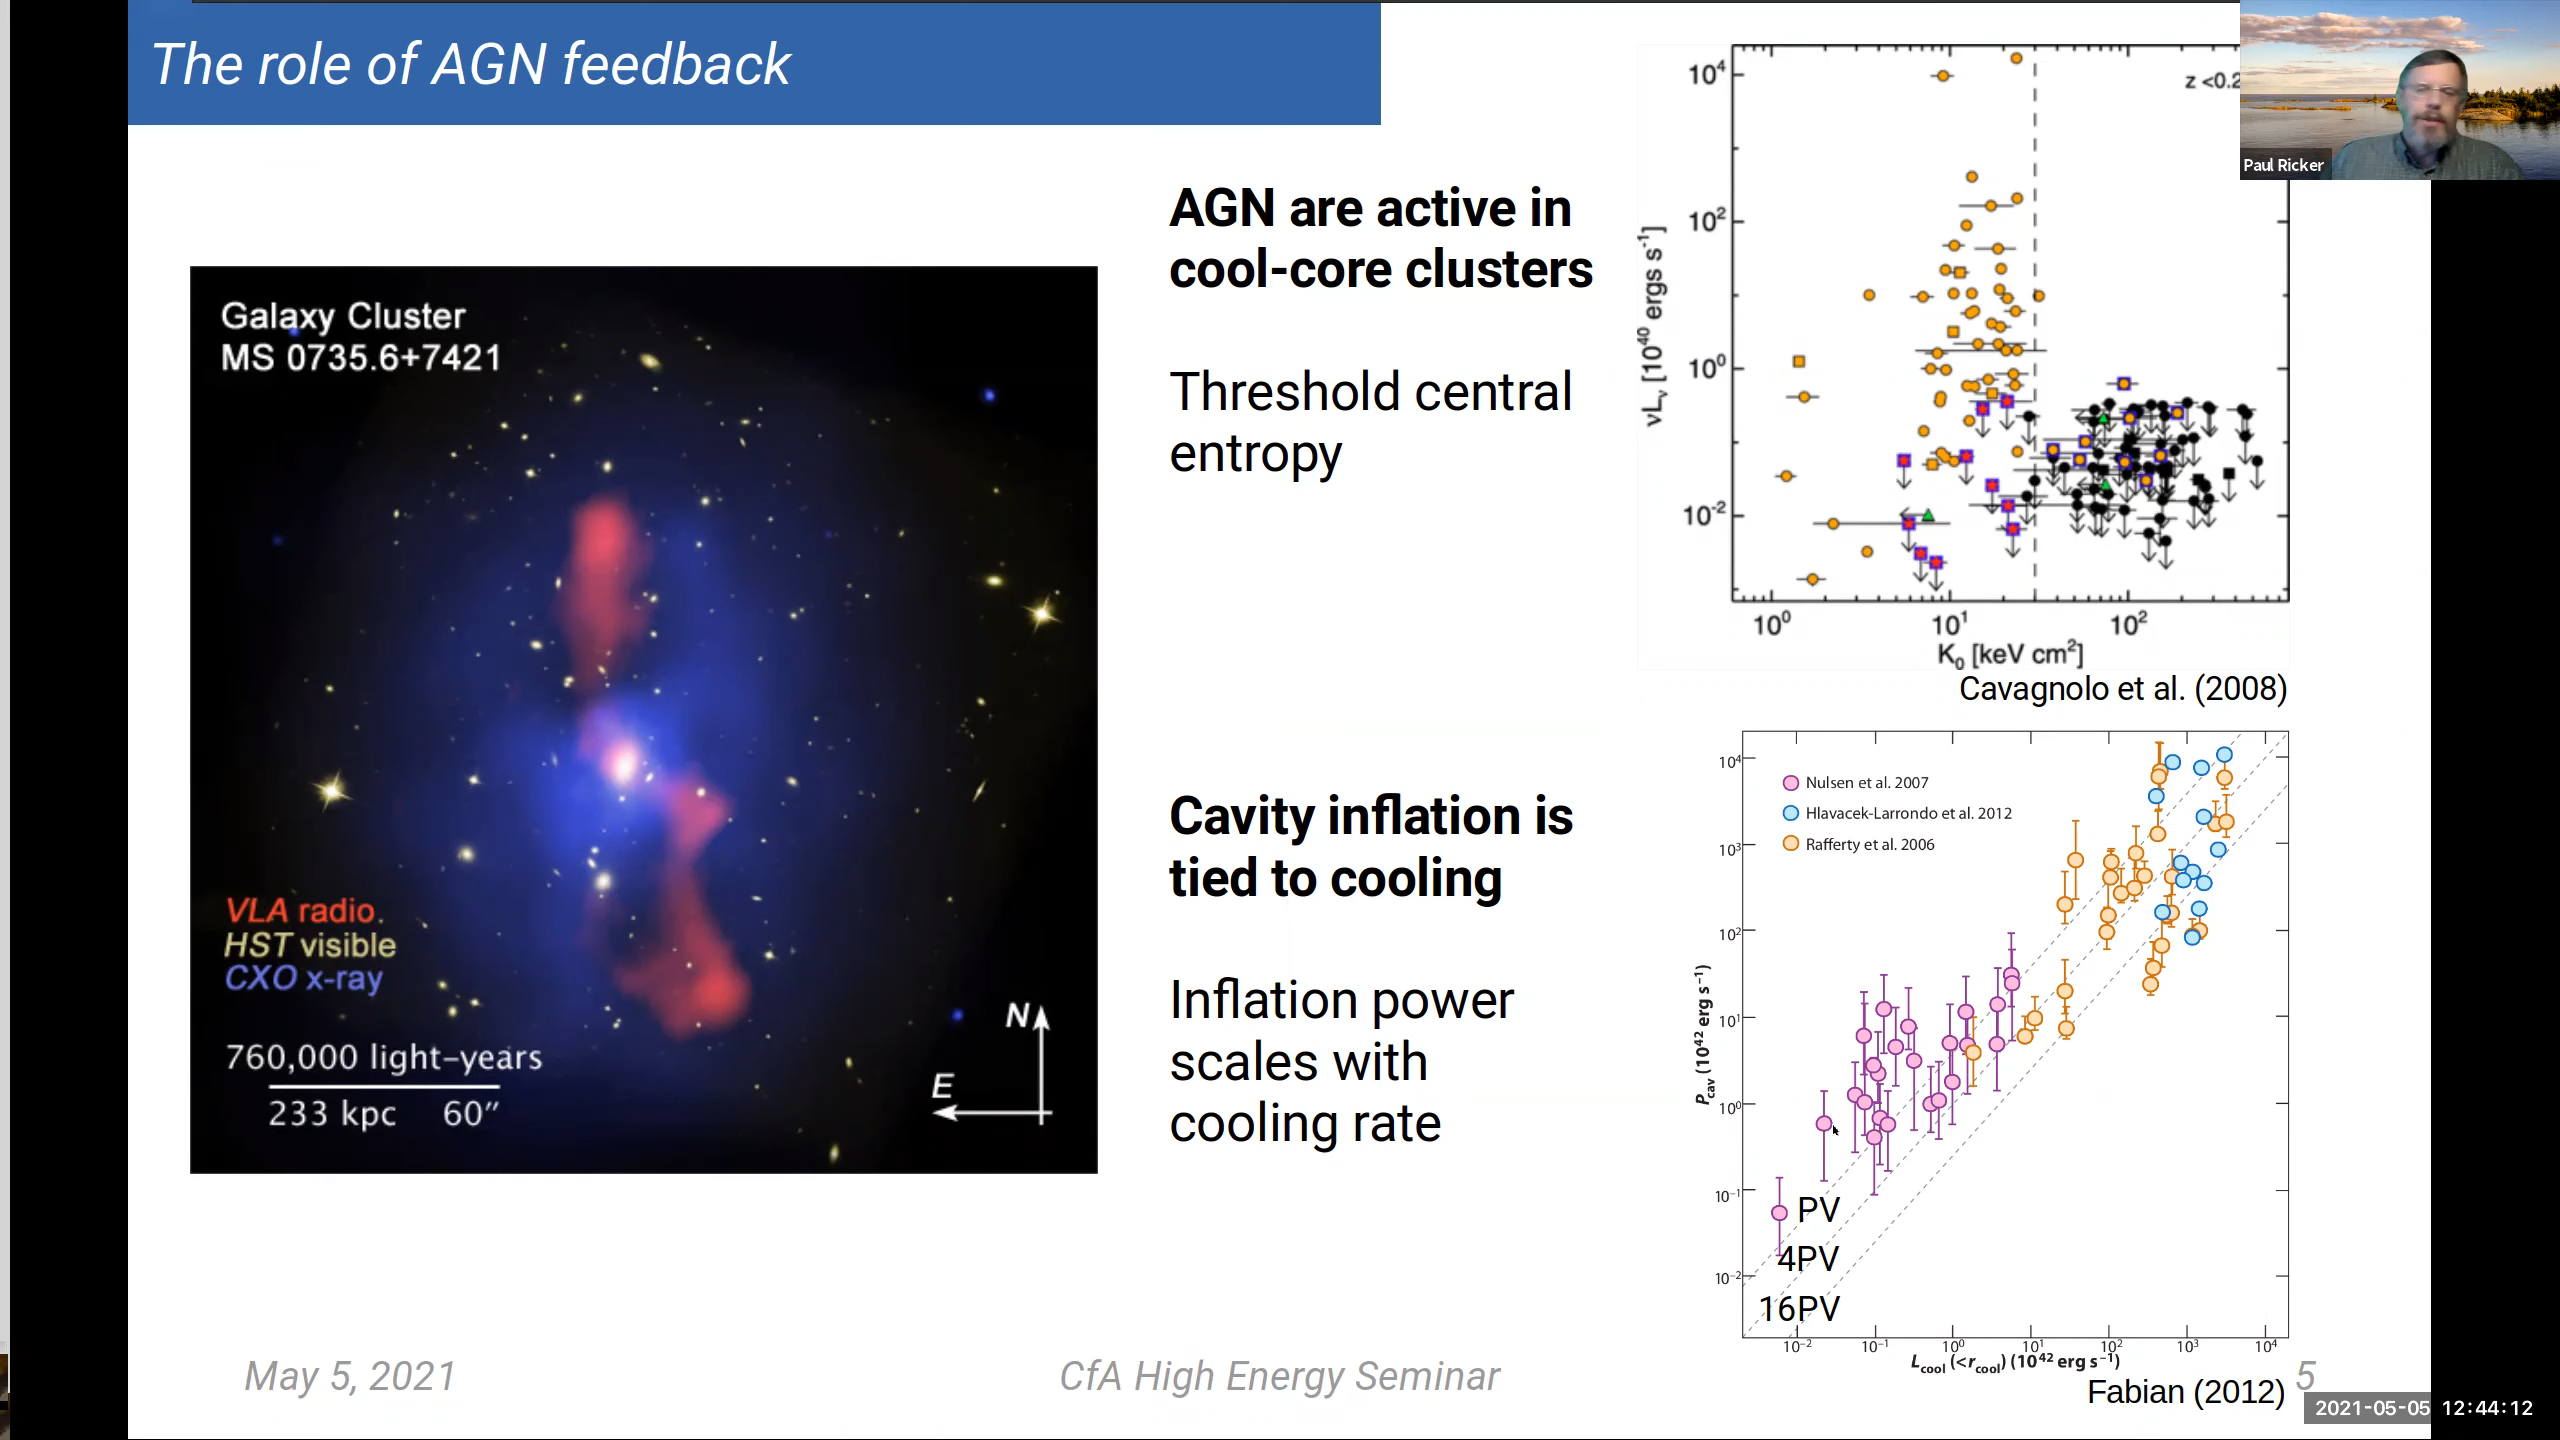 The role of AGN feedback
Galaxy Cluster
MS 0735.6+7421
VLA radio.
HST visible
CXO x-ray
760,000 light-years
233 kpc 60″
N
E
AGN are active in
cool-core clusters
Threshold central
entropy
Cavity inflation is
tied to cooling
Inflation power
scales with
cooling rate
z <0.2
νLᵥ [10⁴⁰ ergs s⁻¹]
10⁴
10²
10⁰
10⁻²
10⁰ 10¹ 10²
K₀ [keV cm²]
Cavagnolo et al. (2008)
Nulsen et al. 2007
Hlavacek-Larrondo et al. 2012
Rafferty et al. 2006
P_cav (10⁴² erg s⁻¹)
10⁴
10³
10²
10¹
10⁰
10⁻¹
10⁻²
PV
4PV
16PV
10⁻² 10⁻¹ 10⁰ 10¹ 10² 10³ 10⁴
L_cool (<r_cool) (10⁴² erg s⁻¹)
Fabian (2012)
May 5, 2021
CfA High Energy Seminar
5
Paul Ricker
2021-05-05 12:44:12